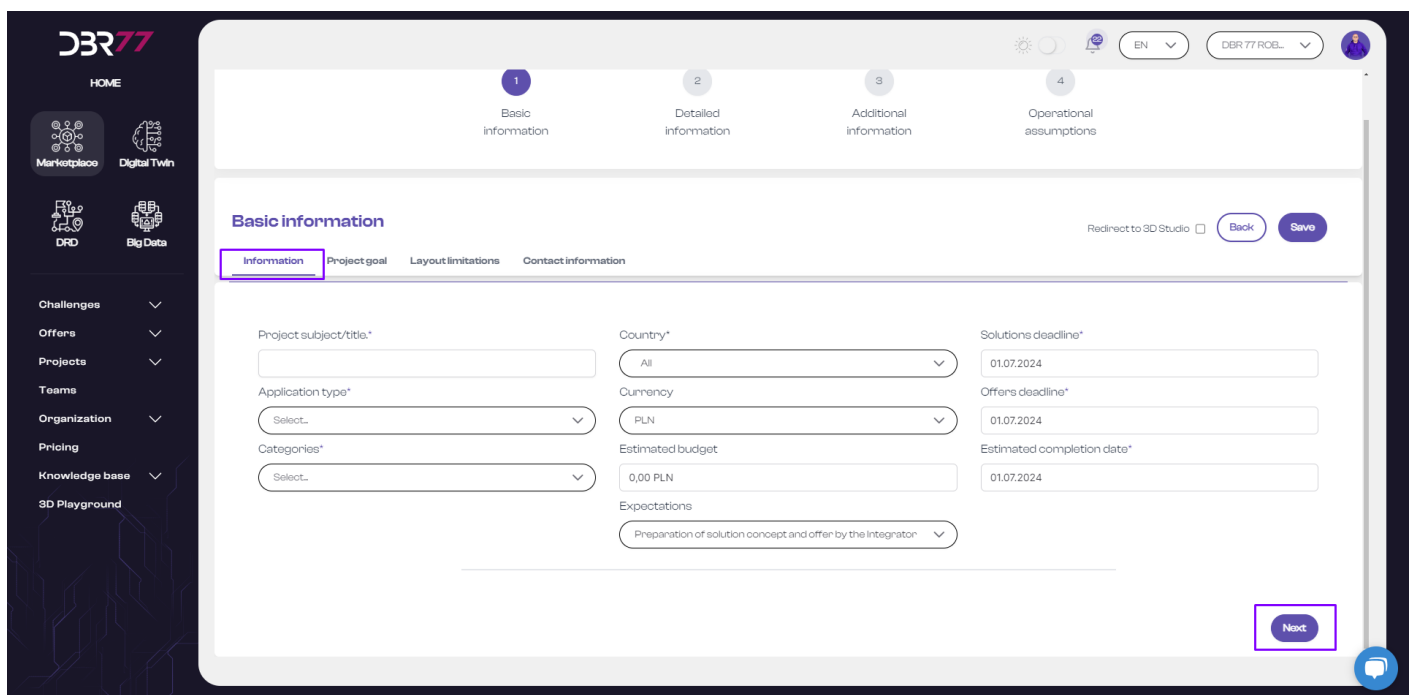 DBR77
HOME
Marketplace
Digital Twin
DRD
Big Data
Challenges
Offers
Projects
Teams
Organization
Pricing
Knowledge base
3D Playground
22
EN
DBR 77 ROB...
1
2
3
4
Basic
information
Detailed
information
Additional
information
Operational
assumptions
Basic information
Redirect to 3D Studio
Back
Save
Information
Project goal
Layout limitations
Contact information
Project subject/title.*
Country*
Solutions deadline*
All
01.07.2024
Application type*
Currency
Offers deadline*
Select...
PLN
01.07.2024
Categories*
Estimated budget
Estimated completion date*
Select...
0,00 PLN
01.07.2024
Expectations
Preparation of solution concept and offer by the Integrator
Next